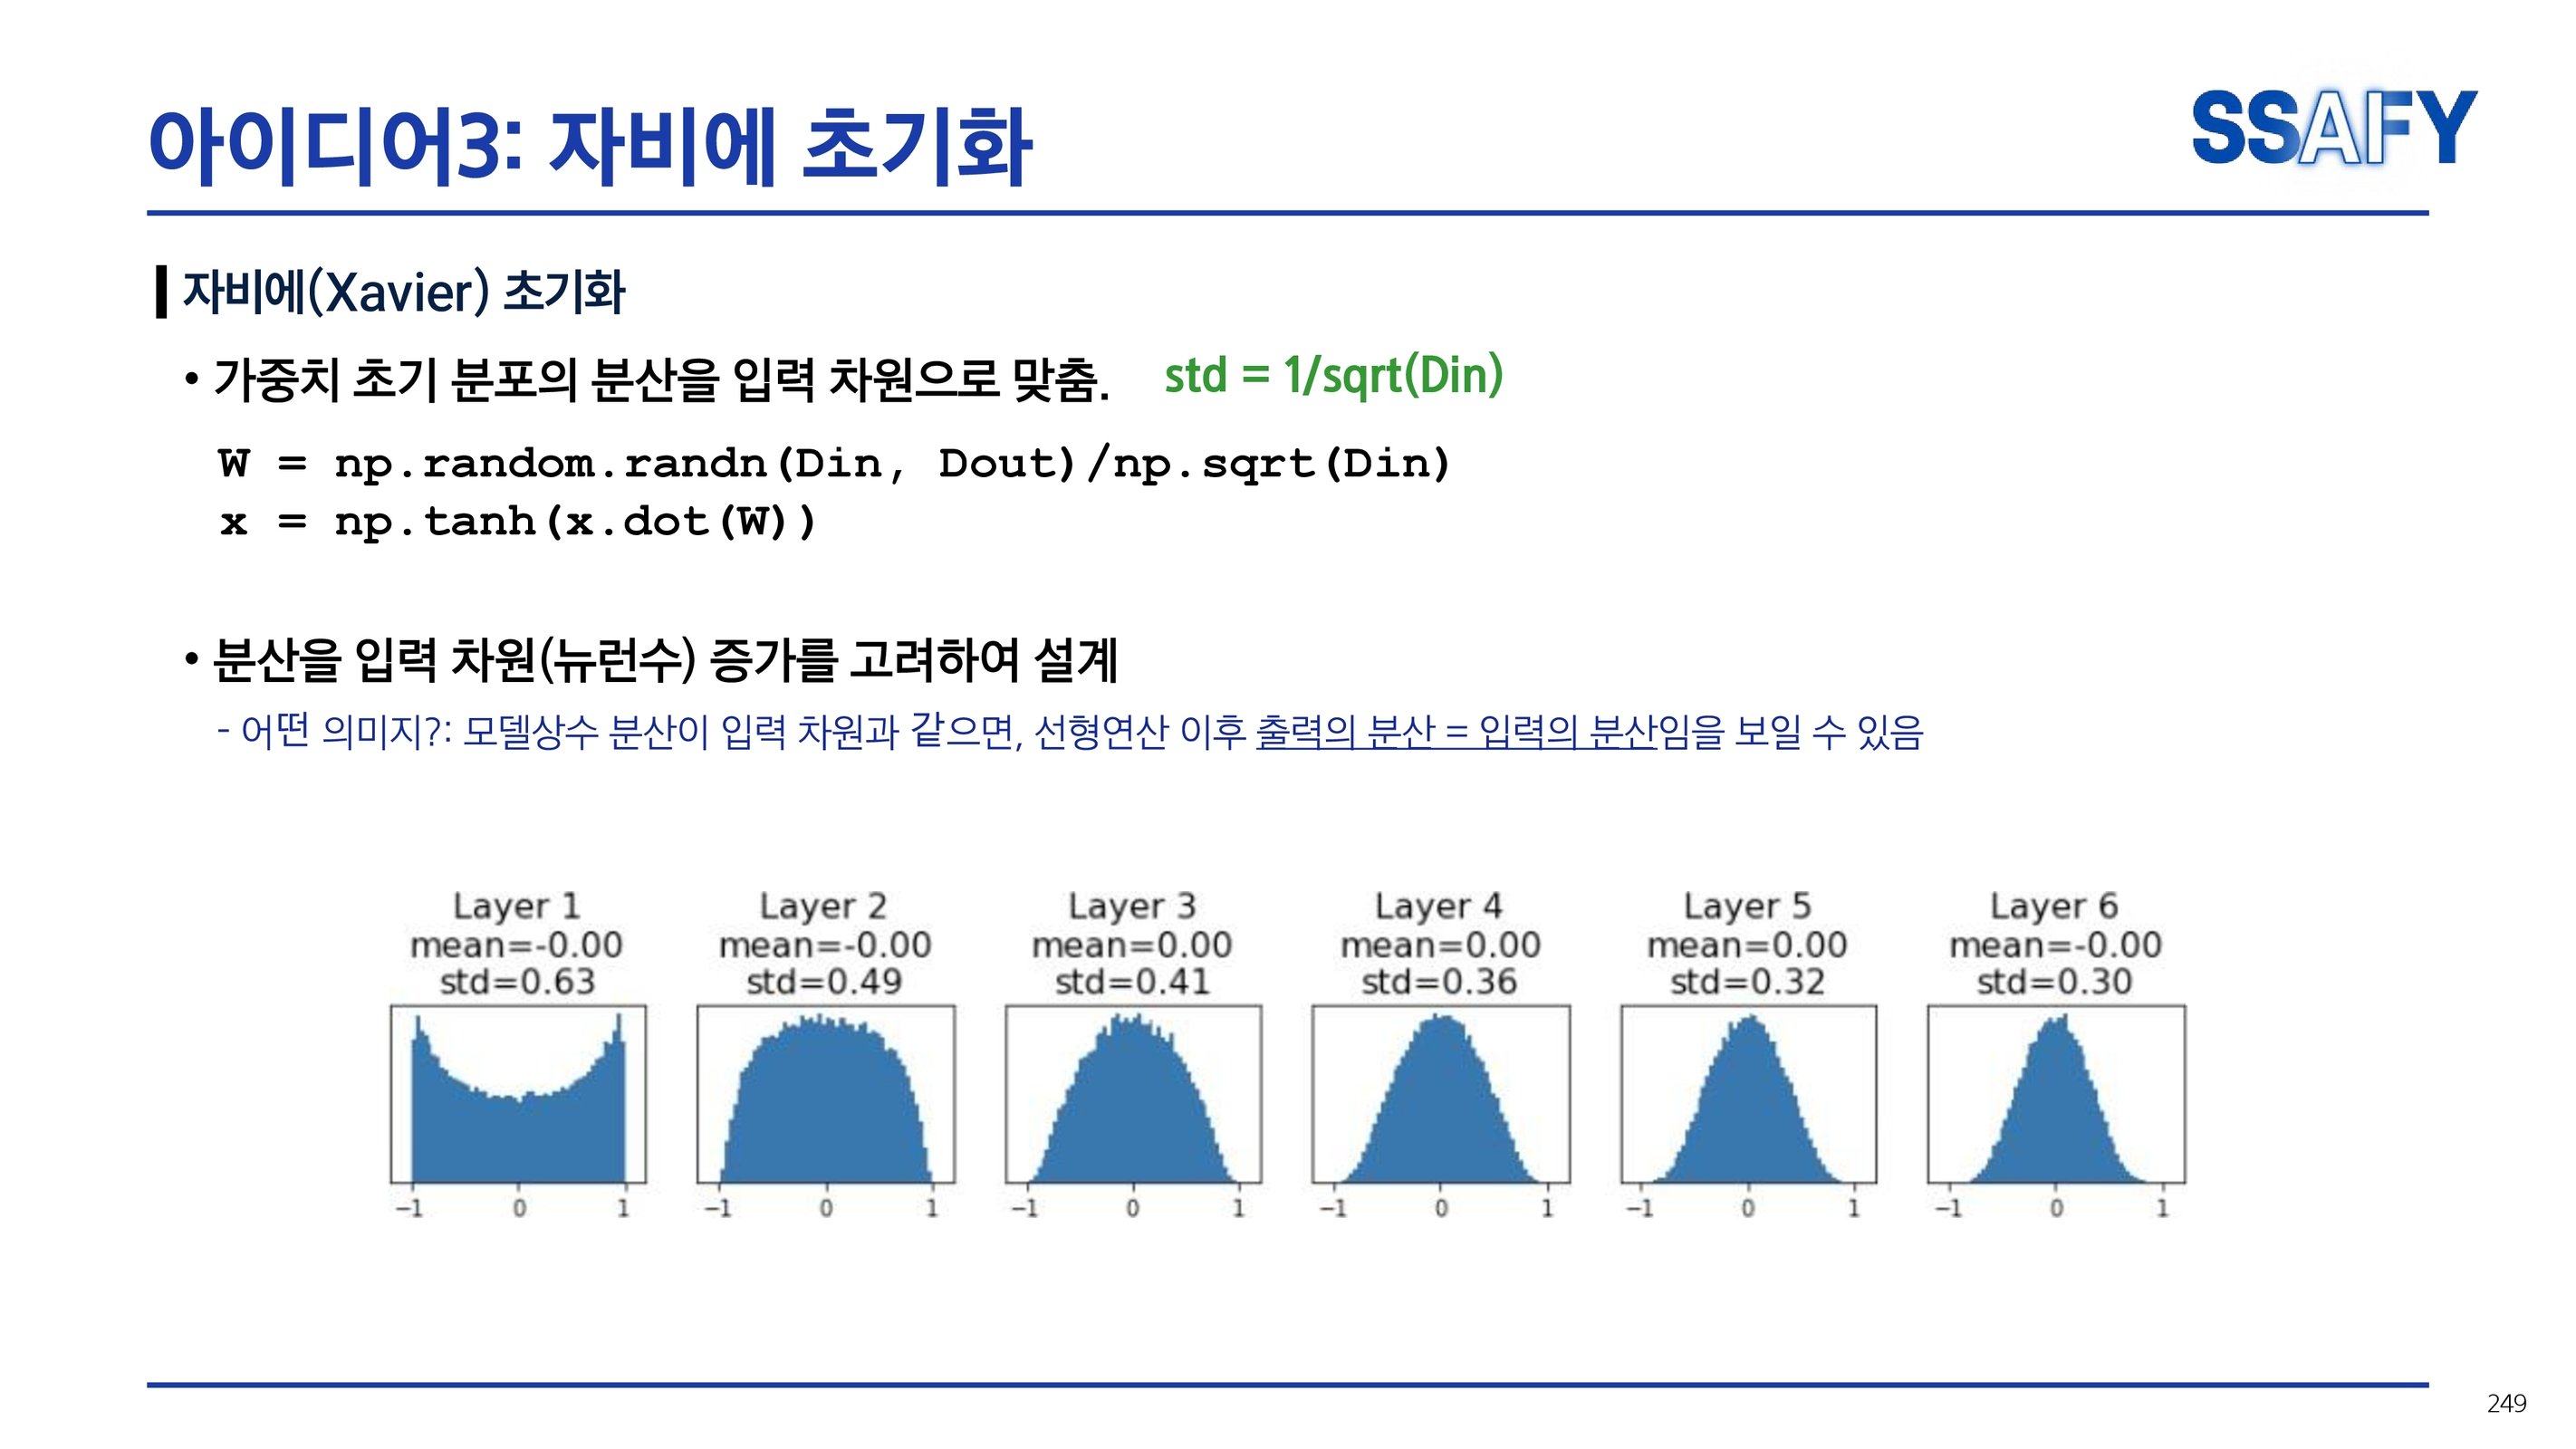 아이디어3: 자비에 초기화
SSAFY
자비에(Xavier) 초기화
• 가중치 초기 분포의 분산을 입력 차원으로 맞춤. std = 1/sqrt(Din)
W = np.random.randn(Din, Dout)/np.sqrt(Din)
x = np.tanh(x.dot(W))
• 분산을 입력 차원(뉴런수) 증가를 고려하여 설계
- 어떤 의미지?: 모델상수 분산이 입력 차원과 같으면, 선형연산 이후 출력의 분산 = 입력의 분산임을 보일 수 있음
Layer 1
mean=-0.00
std=0.63
−1 0 1
Layer 2
mean=-0.00
std=0.49
−1 0 1
Layer 3
mean=0.00
std=0.41
−1 0 1
Layer 4
mean=0.00
std=0.36
−1 0 1
Layer 5
mean=0.00
std=0.32
−1 0 1
Layer 6
mean=-0.00
std=0.30
−1 0 1
249